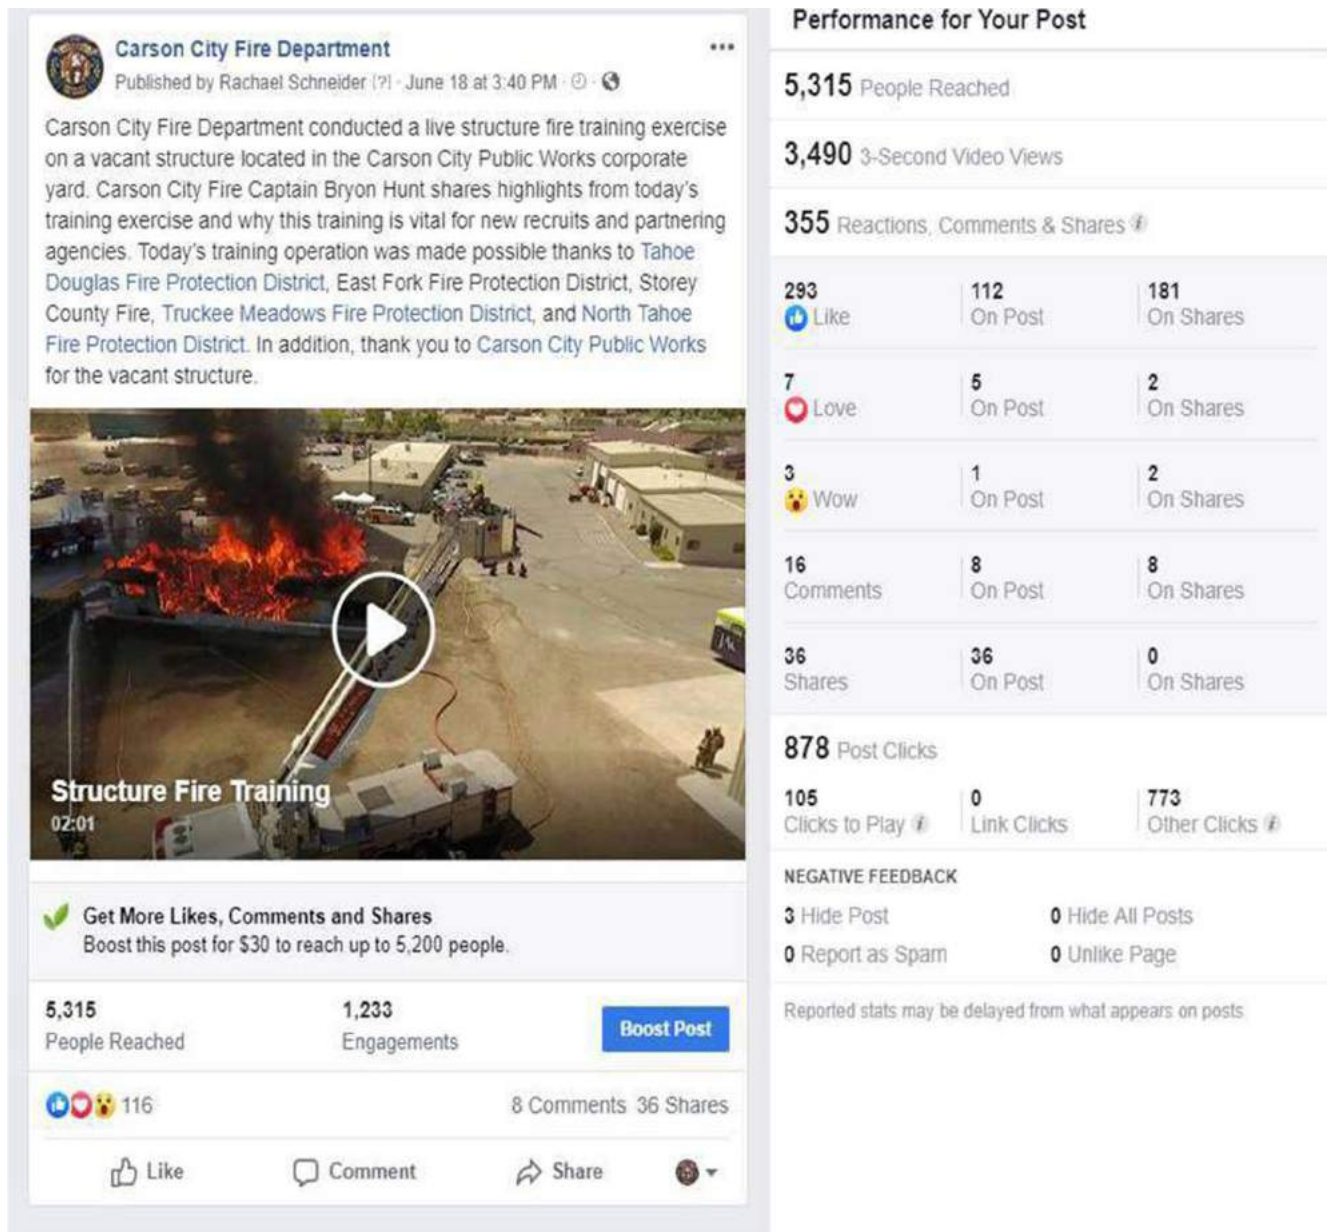 Carson City Fire Department
Published by Rachael Schneider [?] · June 18 at 3:40 PM ·
Carson City Fire Department conducted a live structure fire training exercise
on a vacant structure located in the Carson City Public Works corporate
yard. Carson City Fire Captain Bryon Hunt shares highlights from today's
training exercise and why this training is vital for new recruits and partnering
agencies. Today's training operation was made possible thanks to Tahoe
Douglas Fire Protection District, East Fork Fire Protection District, Storey
County Fire, Truckee Meadows Fire Protection District, and North Tahoe
Fire Protection District. In addition, thank you to Carson City Public Works
for the vacant structure.
Structure Fire Training
02:01
Get More Likes, Comments and Shares
Boost this post for $30 to reach up to 5,200 people.
5,315 1,233
People Reached Engagements
Boost Post
116 8 Comments 36 Shares
Like Comment Share
Performance for Your Post
5,315 People Reached
3,490 3-Second Video Views
355 Reactions, Comments & Shares
293 112 181
Like On Post On Shares
7 5 2
Love On Post On Shares
3 1 2
Wow On Post On Shares
16 8 8
Comments On Post On Shares
36 36 0
Shares On Post On Shares
878 Post Clicks
105 0 773
Clicks to Play Link Clicks Other Clicks
NEGATIVE FEEDBACK
3 Hide Post 0 Hide All Posts
0 Report as Spam 0 Unlike Page
Reported stats may be delayed from what appears on posts